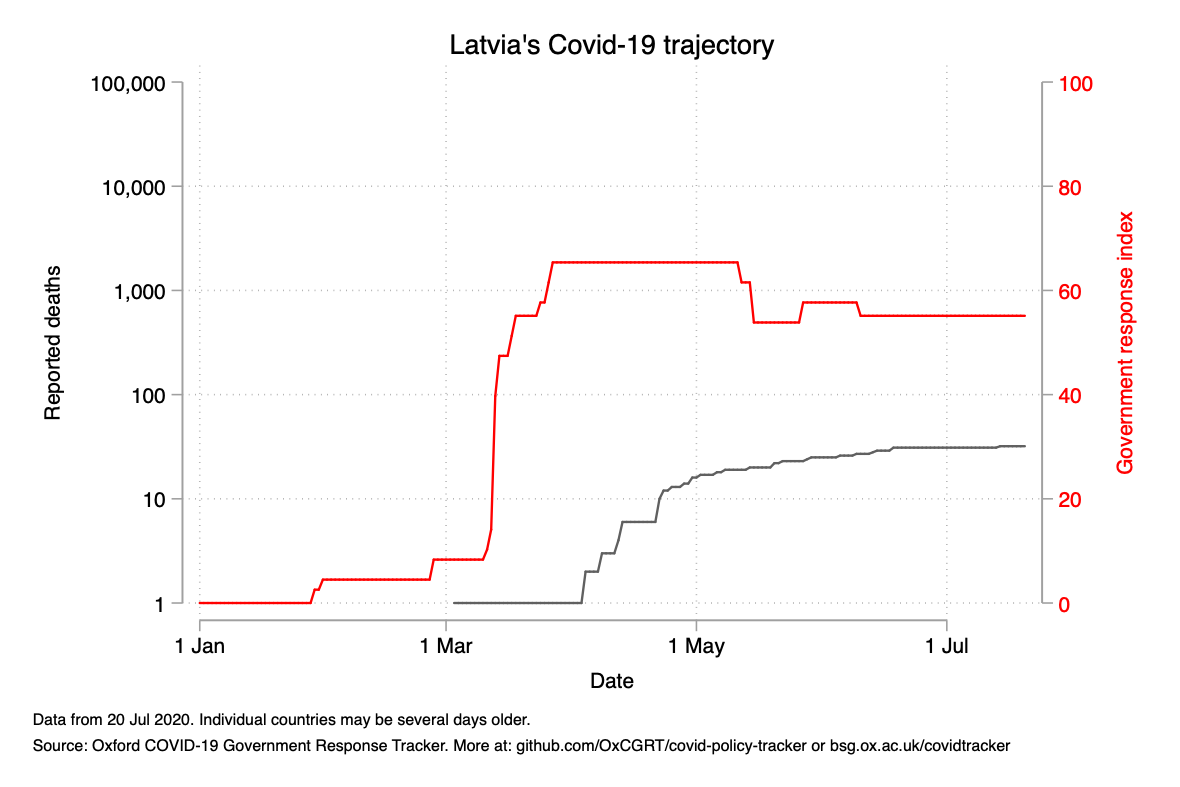 Latvia's Covid-19 trajectory
100,000
10,000
1,000
100
10
1
Reported deaths
100
80
60
40
20
0
Government response index
1 Jan
1 Mar
1 May
1 Jul
Date
Data from 20 Jul 2020. Individual countries may be several days older.
Source: Oxford COVID-19 Government Response Tracker. More at: github.com/OxCGRT/covid-policy-tracker or bsg.ox.ac.uk/covidtracker